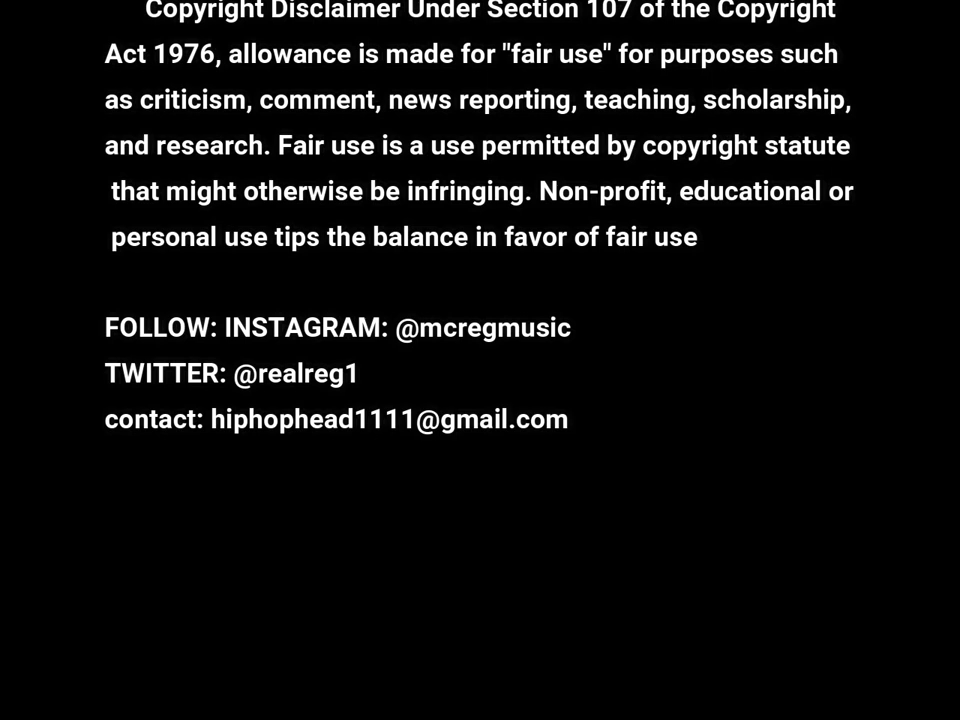 Copyright Disclaimer Under Section 107 of the Copyright
Act 1976, allowance is made for "fair use" for purposes such
as criticism, comment, news reporting, teaching, scholarship,
and research. Fair use is a use permitted by copyright statute
that might otherwise be infringing. Non-profit, educational or
personal use tips the balance in favor of fair use
FOLLOW: INSTAGRAM: @mcregmusic
TWITTER: @realreg1
contact: hiphophead1111@gmail.com